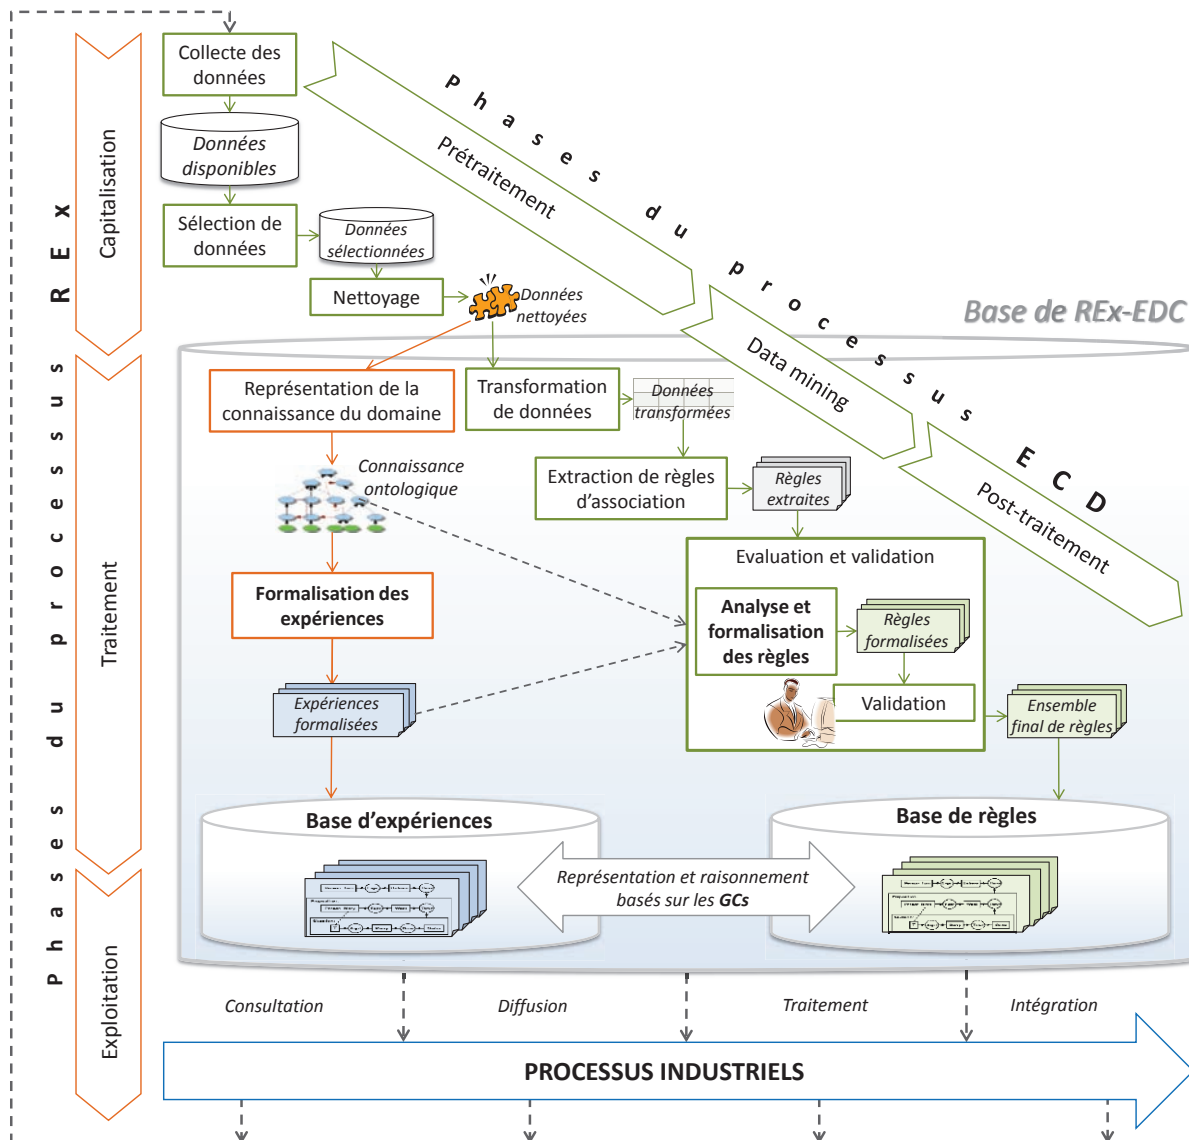 Collecte des
données
Données
disponibles
Sélection de
données
Données
sélectionnées
Nettoyage
Données
nettoyées
Phases du processus REx
Capitalisation
Traitement
Exploitation
Phases du processus ECD
Prétraitement
Data mining
Post-traitement
Base de REx-EDC
Représentation de la
connaissance du domaine
Transformation
de données
Données
transformées
Connaissance
ontologique
Extraction de règles
d'association
Règles
extraites
Evaluation et validation
Formalisation des
expériences
Analyse et
formalisation
des règles
Règles
formalisées
Validation
Expériences
formalisées
Ensemble
final de règles
Base d'expériences
Base de règles
Représentation et raisonnement
basés sur les GCs
Consultation
Diffusion
Traitement
Intégration
PROCESSUS INDUSTRIELS